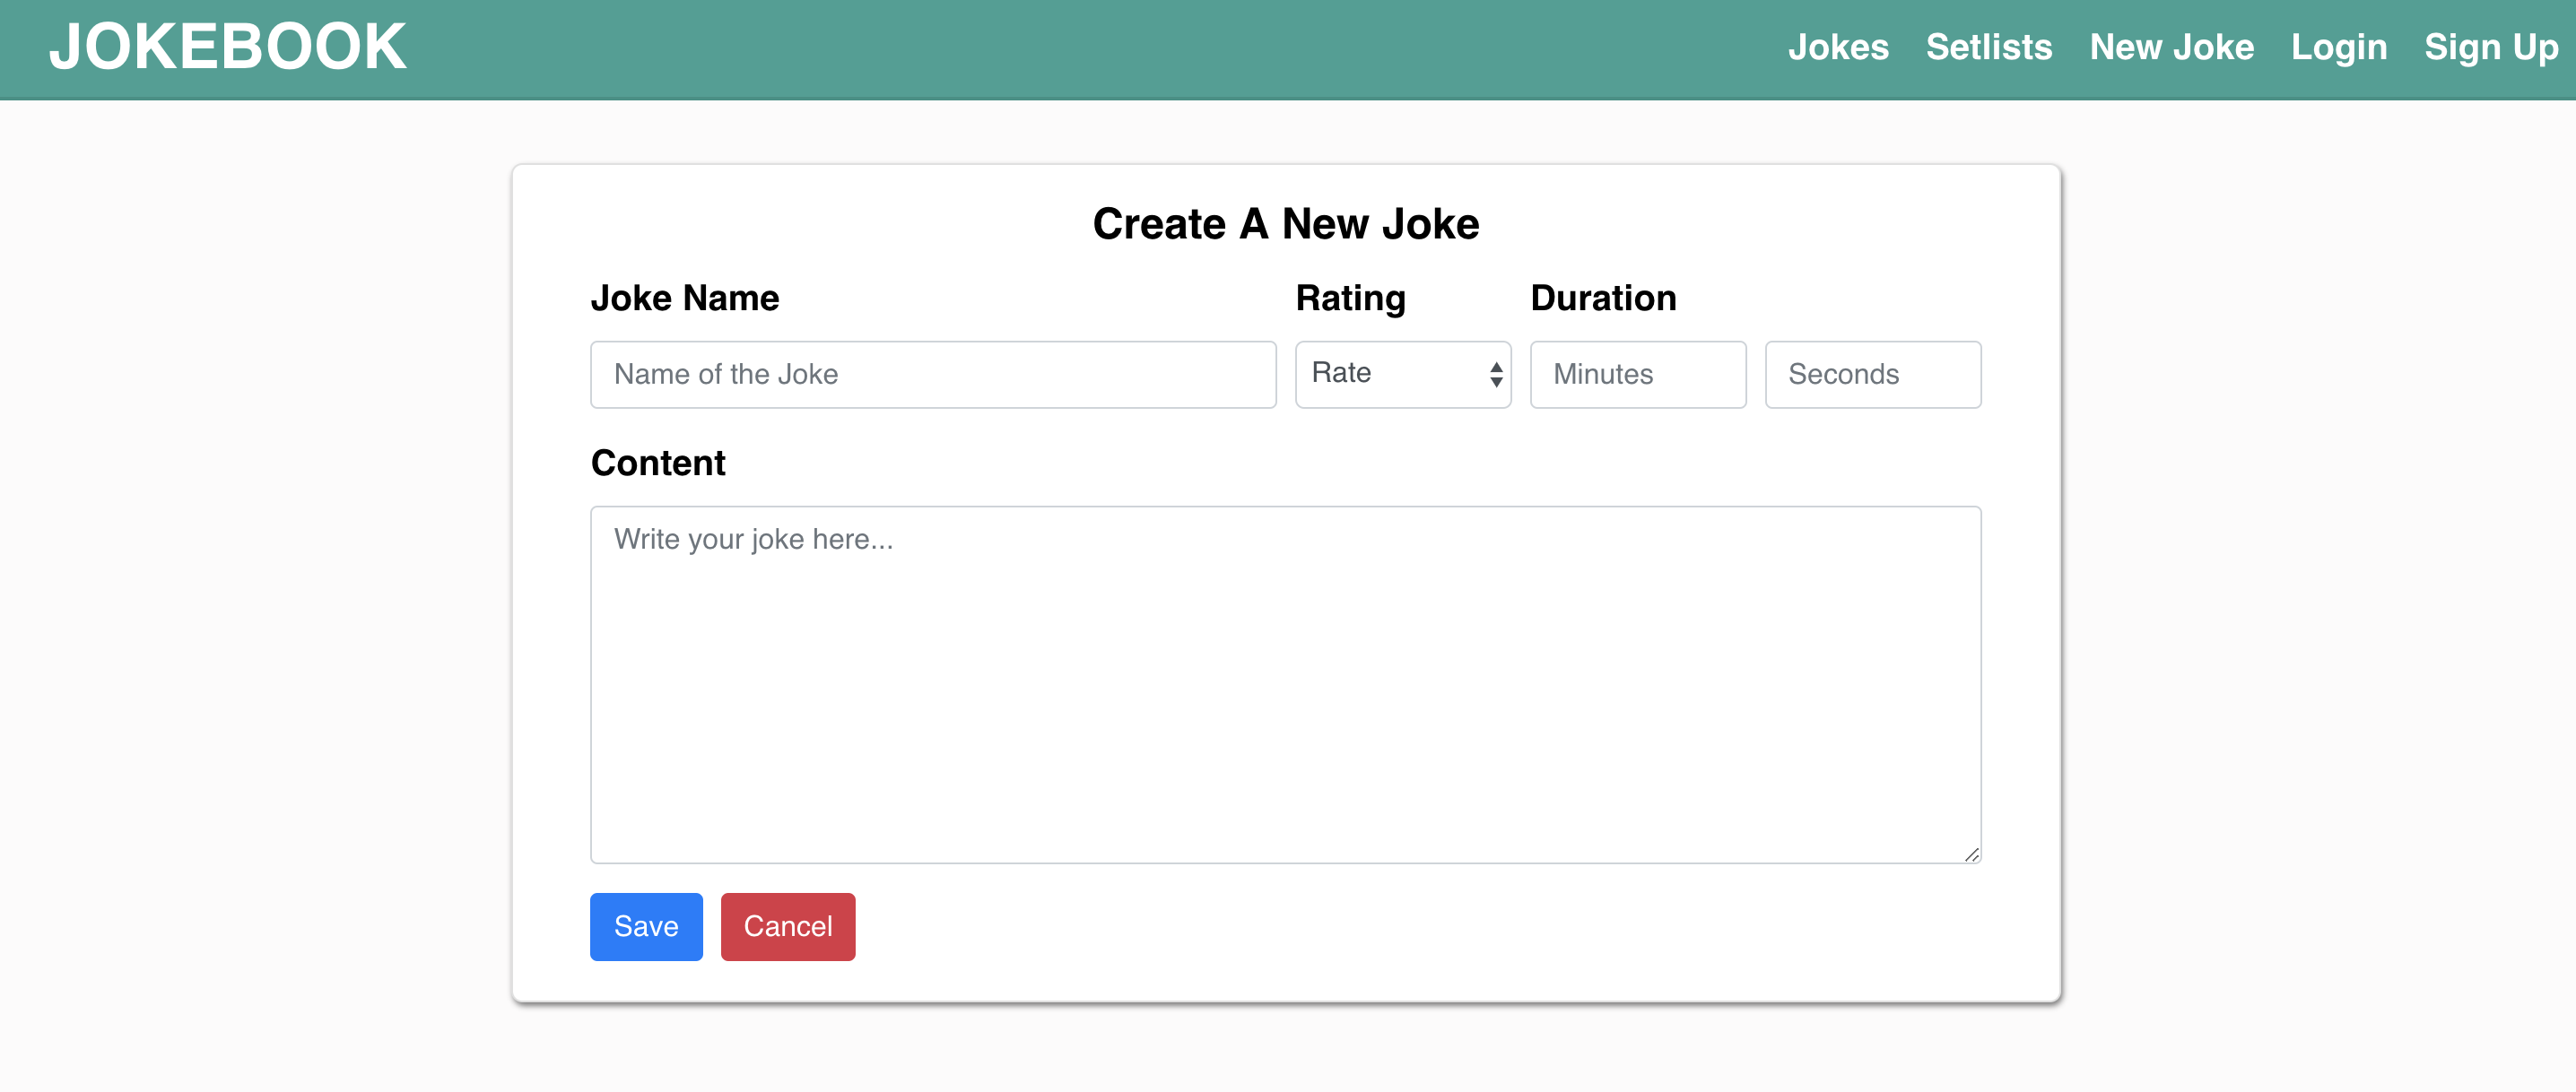 JOKEBOOK Jokes Setlists New Joke Login Sign Up
Create A New Joke
Joke Name Rating Duration
Name of the Joke Rate Minutes Seconds
Content
Write your joke here...
Save Cancel